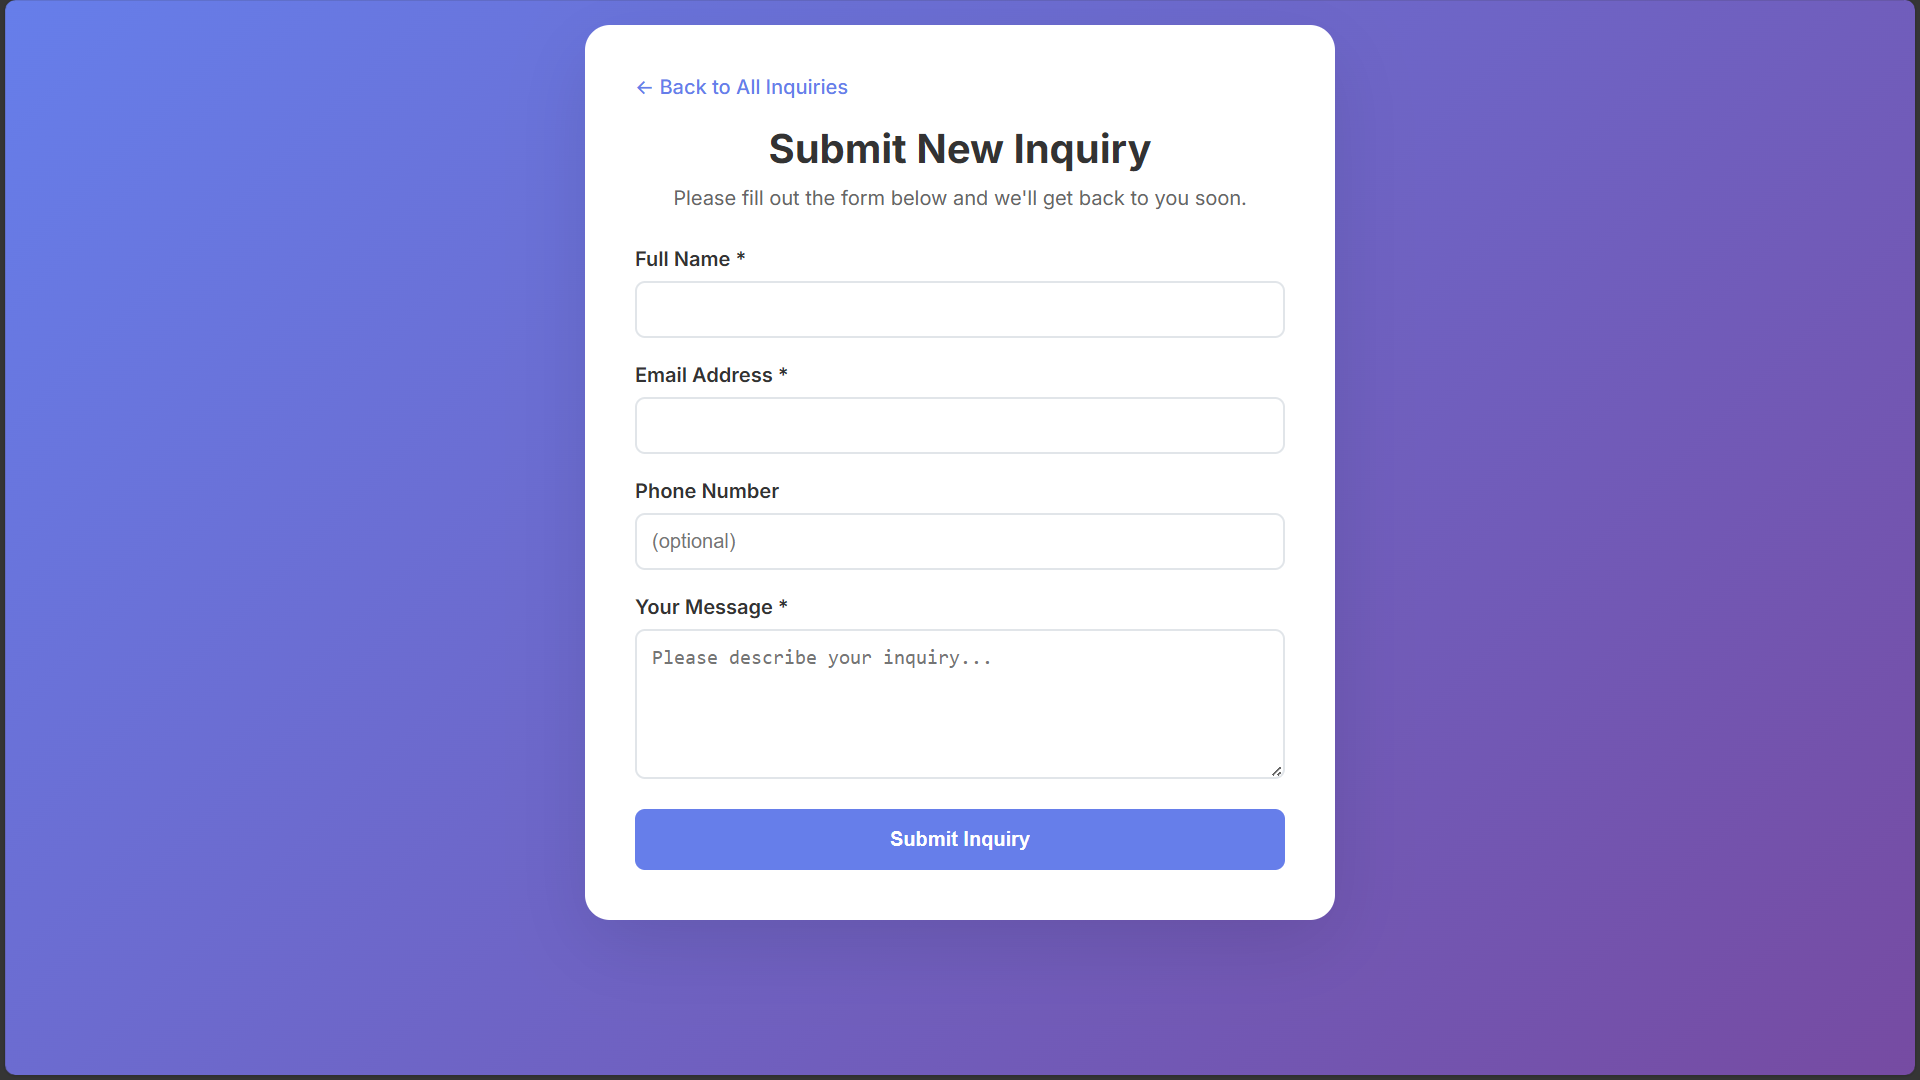 ← Back to All Inquiries
Submit New Inquiry
Please fill out the form below and we'll get back to you soon.
Full Name *
Email Address *
Phone Number
(optional)
Your Message *
Please describe your inquiry...
Submit Inquiry